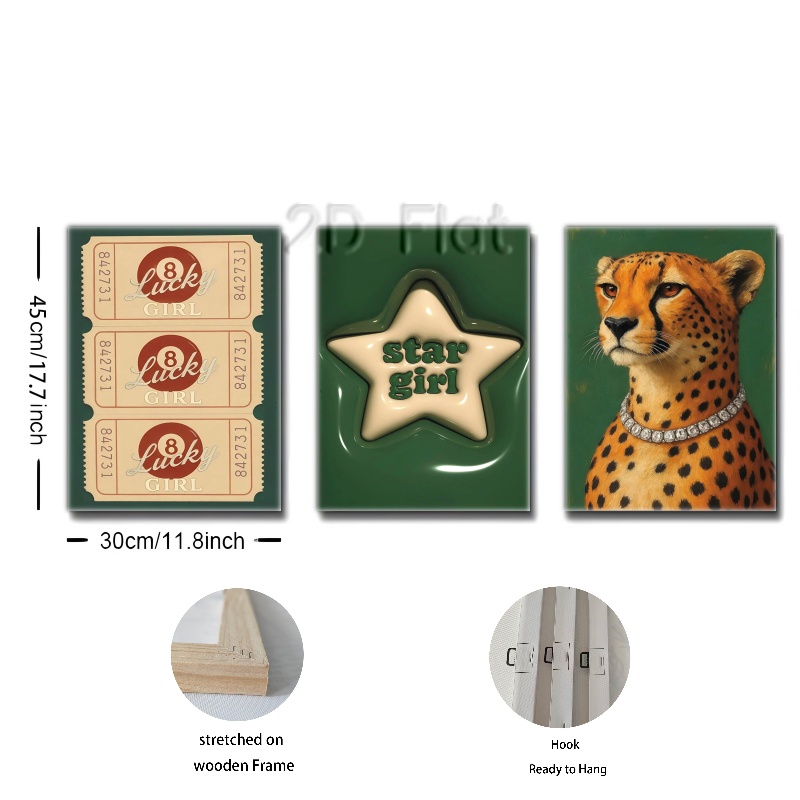 2D Flat
8
Lucky
GIRL
842731
842731
8
Lucky
GIRL
842731
842731
8
Lucky
GIRL
842731
842731
star
girl
45cm/17.7inch
30cm/11.8inch
stretched on
wooden Frame
Hook
Ready to Hang